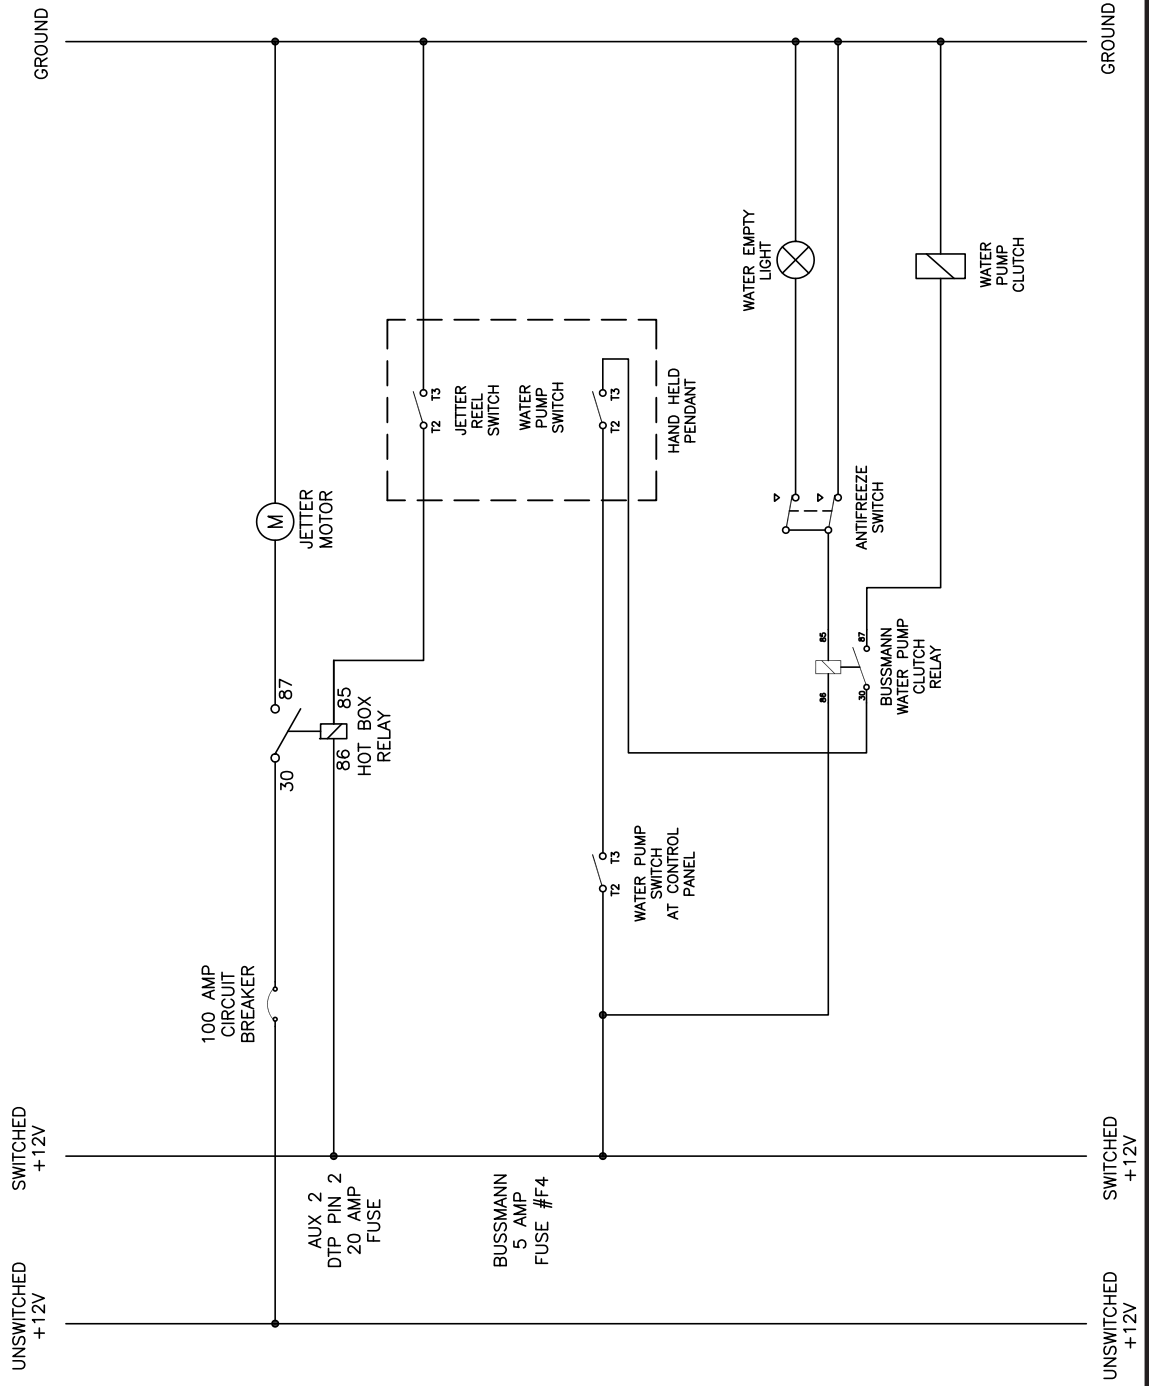 GROUND
GROUND
WATER EMPTY
LIGHT
WATER
PUMP
CLUTCH
T3
T2
JETTER
REEL
SWITCH
WATER
PUMP
SWITCH
T3
T2
HAND HELD
PENDANT
M
JETTER
MOTOR
ANTIFREEZE
SWITCH
87
30
85
86
HOT BOX
RELAY
85
86
87
30
BUSSMANN
WATER PUMP
CLUTCH
RELAY
T3
T2
WATER PUMP
SWITCH
AT CONTROL
PANEL
100 AMP
CIRCUIT
BREAKER
SWITCHED
+12V
SWITCHED
+12V
AUX 2
DTP PIN 2
20 AMP
FUSE
BUSSMANN
5 AMP
FUSE #F4
UNSWITCHED
+12V
UNSWITCHED
+12V